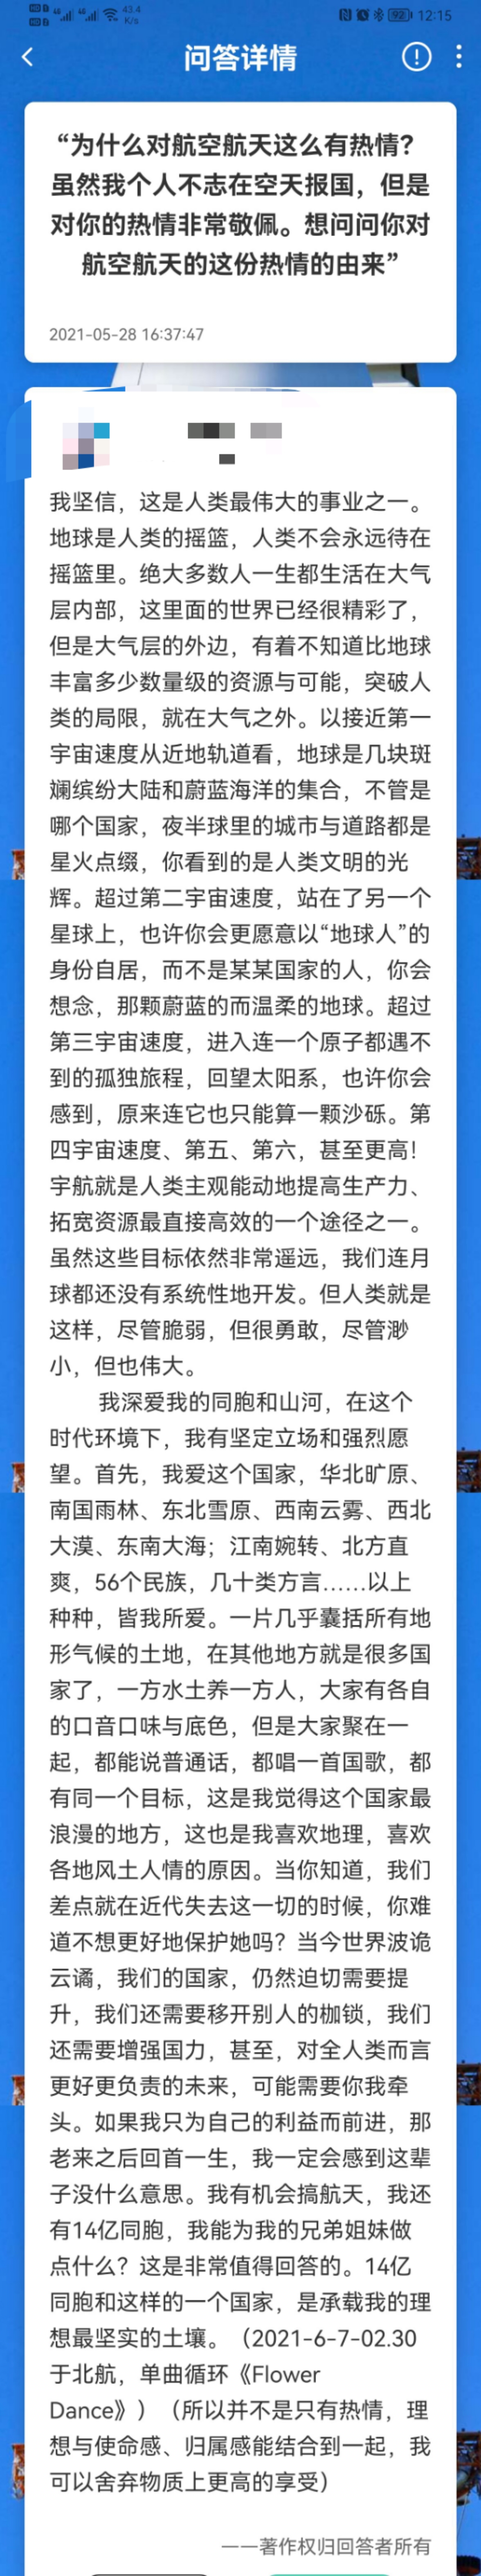 43.4
K/s
92
12:15
问答详情
“为什么对航空航天这么有热情？
虽然我个人不志在空天报国，但是
对你的热情非常敬佩。想问问你对
航空航天的这份热情的由来”
2021-05-28 16:37:47
我坚信，这是人类最伟大的事业之一。
地球是人类的摇篮，人类不会永远待在
摇篮里。绝大多数人一生都生活在大气
层内部，这里面的世界已经很精彩了，
但是大气层的外边，有着不知道比地球
丰富多少数量级的资源与可能，突破人
类的局限，就在大气之外。以接近第一
宇宙速度从近地轨道看，地球是几块斑
斓缤纷大陆和蔚蓝海洋的集合，不管是
哪个国家，夜半球里的城市与道路都是
星火点缀，你看到的是人类文明的光
辉。超过第二宇宙速度，站在了另一个
星球上，也许你会更愿意以“地球人”的
身份自居，而不是某某国家的人，你会
想念，那颗蔚蓝的而温柔的地球。超过
第三宇宙速度，进入连一个原子都遇不
到的孤独旅程，回望太阳系，也许你会
感到，原来连它也只能算一颗沙砾。第
四宇宙速度、第五、第六，甚至更高！
宇航就是人类主观能动地提高生产力、
拓宽资源最直接高效的一个途径之一。
虽然这些目标依然非常遥远，我们连月
球都还没有系统性地开发。但人类就是
这样，尽管脆弱，但很勇敢，尽管渺
小，但也伟大。
我深爱我的同胞和山河，在这个
时代环境下，我有坚定立场和强烈愿
望。首先，我爱这个国家，华北旷原、
南国雨林、东北雪原、西南云雾、西北
大漠、东南大海；江南婉转、北方直
爽，56个民族，几十类方言……以上
种种，皆我所爱。一片几乎囊括所有地
形气候的土地，在其他地方就是很多国
家了，一方水土养一方人，大家有各自
的口音口味与底色，但是大家聚在一
起，都能说普通话，都唱一首国歌，都
有同一个目标，这是我觉得这个国家最
浪漫的地方，这也是我喜欢地理，喜欢
各地风土人情的原因。当你知道，我们
差点就在近代失去这一切的时候，你难
道不想更好地保护她吗？当今世界波诡
云谲，我们的国家，仍然迫切需要提
升，我们还需要移开别人的枷锁，我们
还需要增强国力，甚至，对全人类而言
更好更负责的未来，可能需要你我牵
头。如果我只为自己的利益而前进，那
老来之后回首一生，我一定会感到这辈
子没什么意思。我有机会搞航天，我还
有14亿同胞，我能为我的兄弟姐妹做
点什么？这是非常值得回答的。14亿
同胞和这样的一个国家，是承载我的理
想最坚实的土壤。（2021-6-7-02.30
于北航，单曲循环《Flower
Dance》）（所以并不是只有热情，理
想与使命感、归属感能结合到一起，我
可以舍弃物质上更高的享受）
——著作权归回答者所有